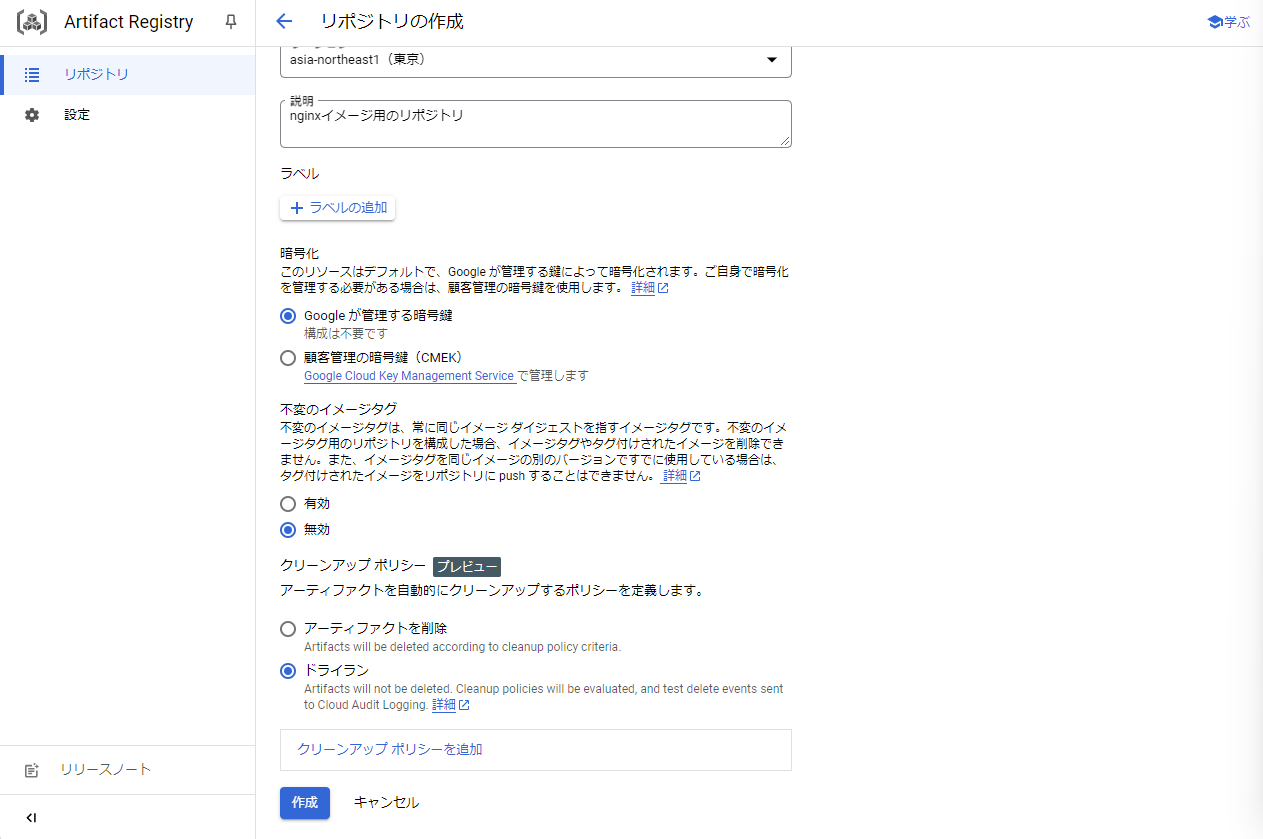 Artifact Registry
リポジトリの作成
学ぶ
リポジトリ
設定
asia-northeast1（東京）
説明
nginxイメージ用のリポジトリ
ラベル
ラベルの追加
暗号化
このリソースはデフォルトで、Google が管理する鍵によって暗号化されます。ご自身で暗号化
を管理する必要がある場合は、顧客管理の暗号鍵を使用します。 詳細
Google が管理する暗号鍵
構成は不要です
顧客管理の暗号鍵（CMEK）
Google Cloud Key Management Service で管理します
不変のイメージタグ
不変のイメージタグは、常に同じイメージ ダイジェストを指すイメージタグです。不変のイメ
ージタグ用のリポジトリを構成した場合、イメージタグやタグ付けされたイメージを削除でき
ません。また、イメージタグを同じイメージの別のバージョンですでに使用している場合は、
タグ付けされたイメージをリポジトリに push することはできません。 詳細
有効
無効
クリーンアップ ポリシー プレビュー
アーティファクトを自動的にクリーンアップするポリシーを定義します。
アーティファクトを削除
Artifacts will be deleted according to cleanup policy criteria.
ドライラン
Artifacts will not be deleted. Cleanup policies will be evaluated, and test delete events sent
to Cloud Audit Logging. 詳細
クリーンアップ ポリシーを追加
作成 キャンセル
リリースノート